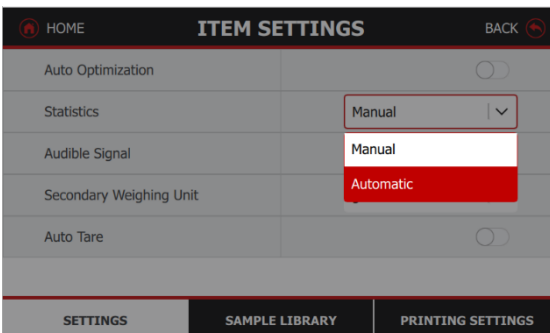 HOME ITEM SETTINGS BACK
Auto Optimization
Statistics Manual
Audible Signal Manual
Automatic
Secondary Weighing Unit
Auto Tare
SETTINGS SAMPLE LIBRARY PRINTING SETTINGS